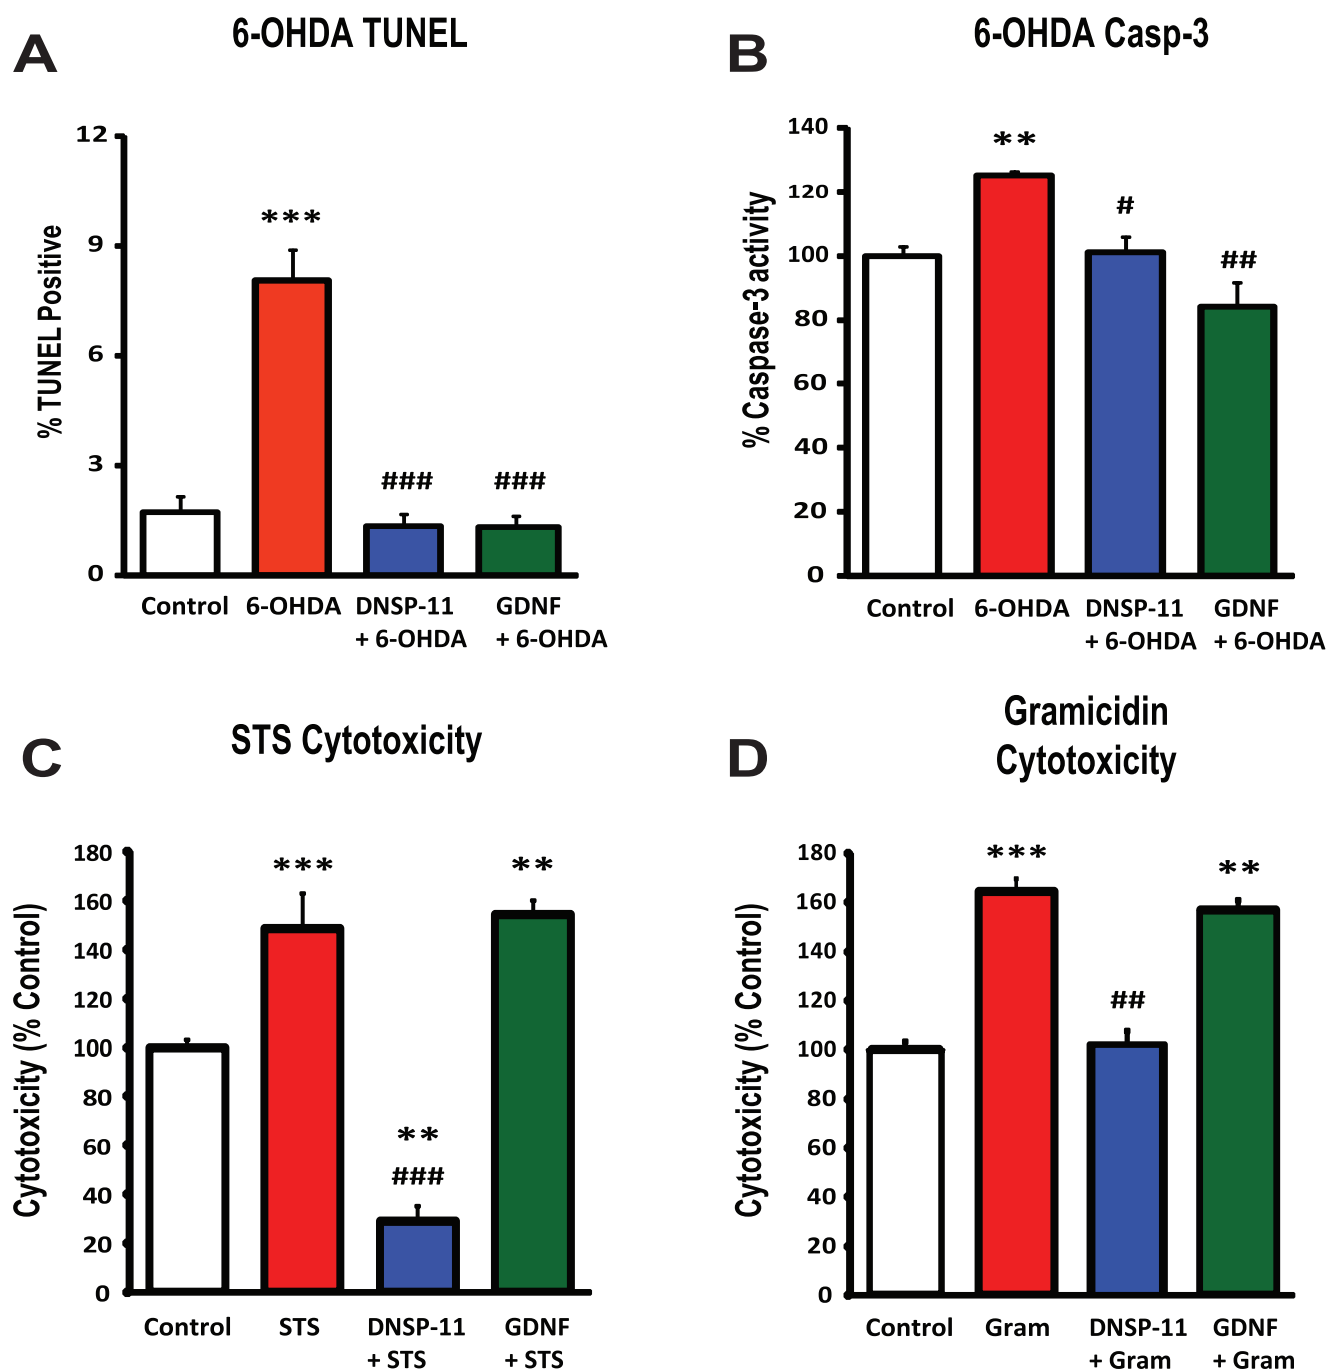 A
6-OHDA TUNEL
% TUNEL Positive
12
9
6
3
0
***
###
###
Control
6-OHDA
DNSP-11
+ 6-OHDA
GDNF
+ 6-OHDA
B
6-OHDA Casp-3
% Caspase-3 activity
140
120
100
80
60
40
20
0
**
#
##
Control
6-OHDA
DNSP-11
+ 6-OHDA
GDNF
+ 6-OHDA
C
STS Cytotoxicity
Cytotoxicity (% Control)
180
160
140
120
100
80
60
40
20
0
***
**
###
**
Control
STS
DNSP-11
+ STS
GDNF
+ STS
D
Gramicidin
Cytotoxicity
Cytotoxicity (% Control)
180
160
140
120
100
80
60
40
20
0
***
##
**
Control
Gram
DNSP-11
+ Gram
GDNF
+ Gram